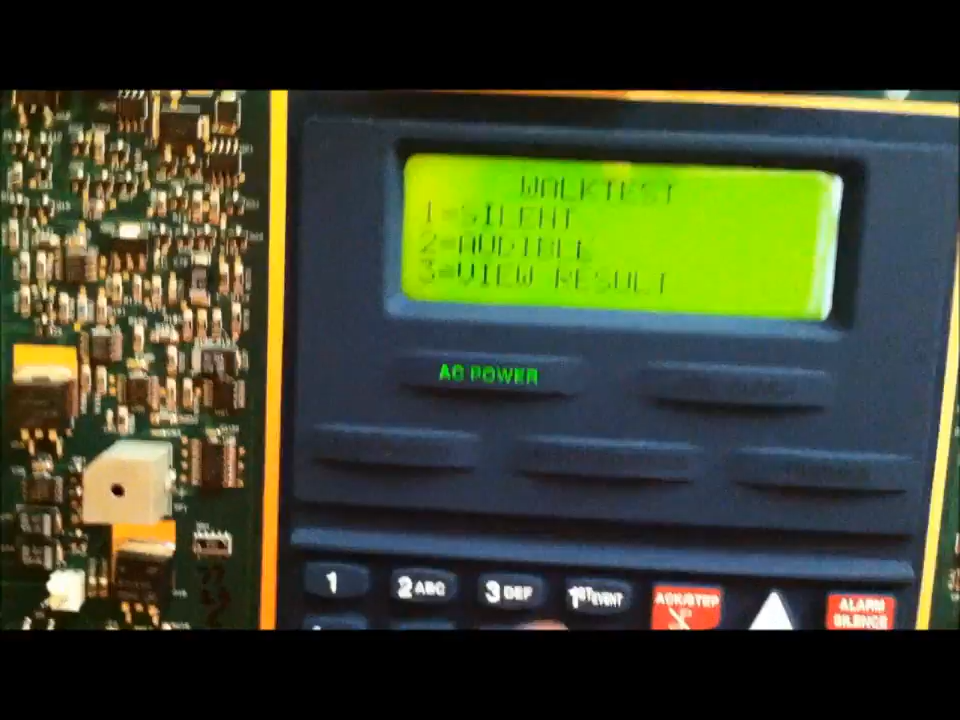 WALKTEST
1=SILENT
2=AUDIBLE
3=VIEW RESULT
AC POWER
1
2 ABC
3 DEF
1ST EVENT
ACK/STEP
ALARM
SILENCE